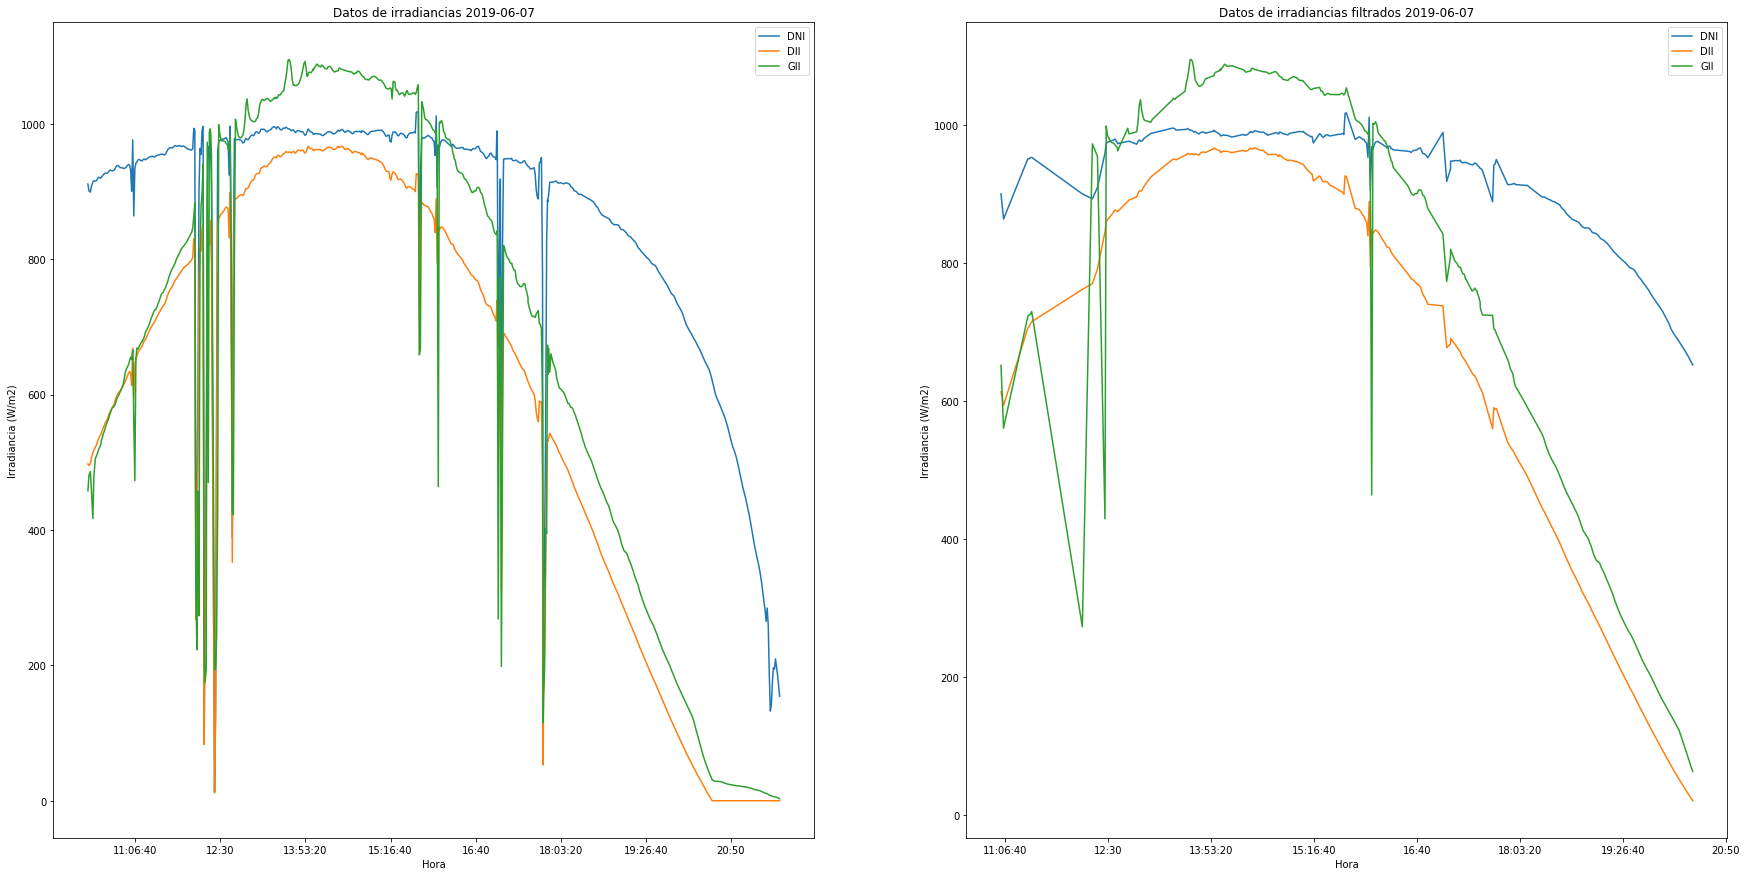 Datos de irradiancias 2019-06-07
DNI
DII
GII
1000
800
600
400
200
0
Irradiancia (W/m2)
11:06:40 12:30 13:53:20 15:16:40 16:40 18:03:20 19:26:40 20:50
Hora
Datos de irradiancias filtrados 2019-06-07
DNI
DII
GII
1000
800
600
400
200
0
Irradiancia (W/m2)
11:06:40 12:30 13:53:20 15:16:40 16:40 18:03:20 19:26:40 20:50
Hora